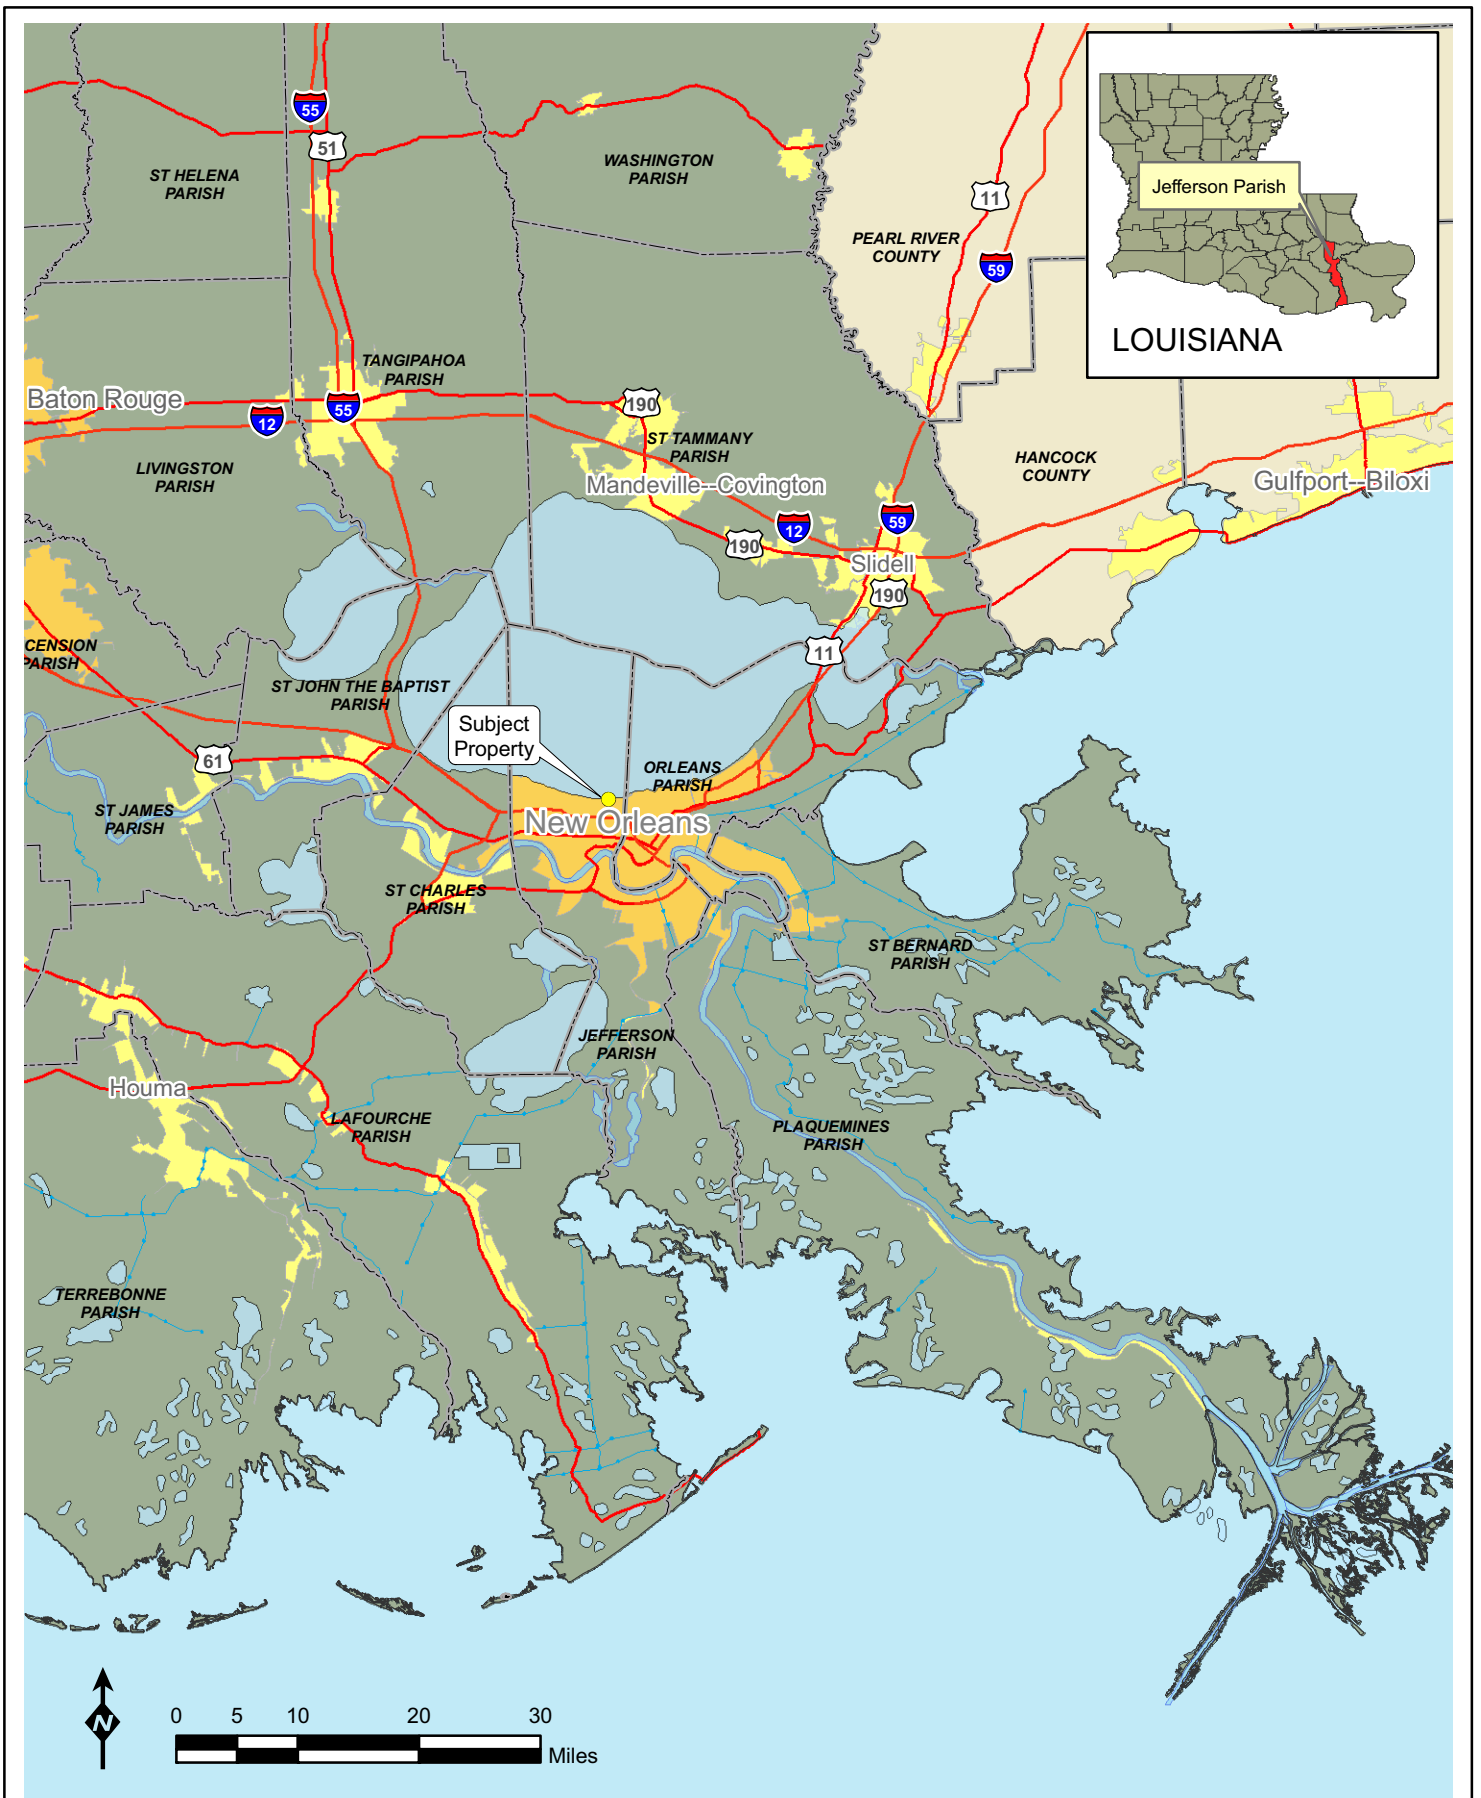 55
51
ST HELENA
PARISH
WASHINGTON
PARISH
11
PEARL RIVER
COUNTY
59
Jefferson Parish
LOUISIANA
TANGIPAHOA
PARISH
Baton Rouge
12
55
190
ST TAMMANY
PARISH
LIVINGSTON
PARISH
HANCOCK
COUNTY
Mandeville--Covington
Gulfport--Biloxi
12
59
190
Slidell
190
CENSION
PARISH
11
ST JOHN THE BAPTIST
PARISH
Subject
Property
61
ORLEANS
PARISH
ST JAMES
PARISH
New Orleans
ST CHARLES
PARISH
ST BERNARD
PARISH
JEFFERSON
PARISH
Houma
LAFOURCHE
PARISH
PLAQUEMINES
PARISH
TERREBONNE
PARISH
N
0 5 10 20 30
Miles